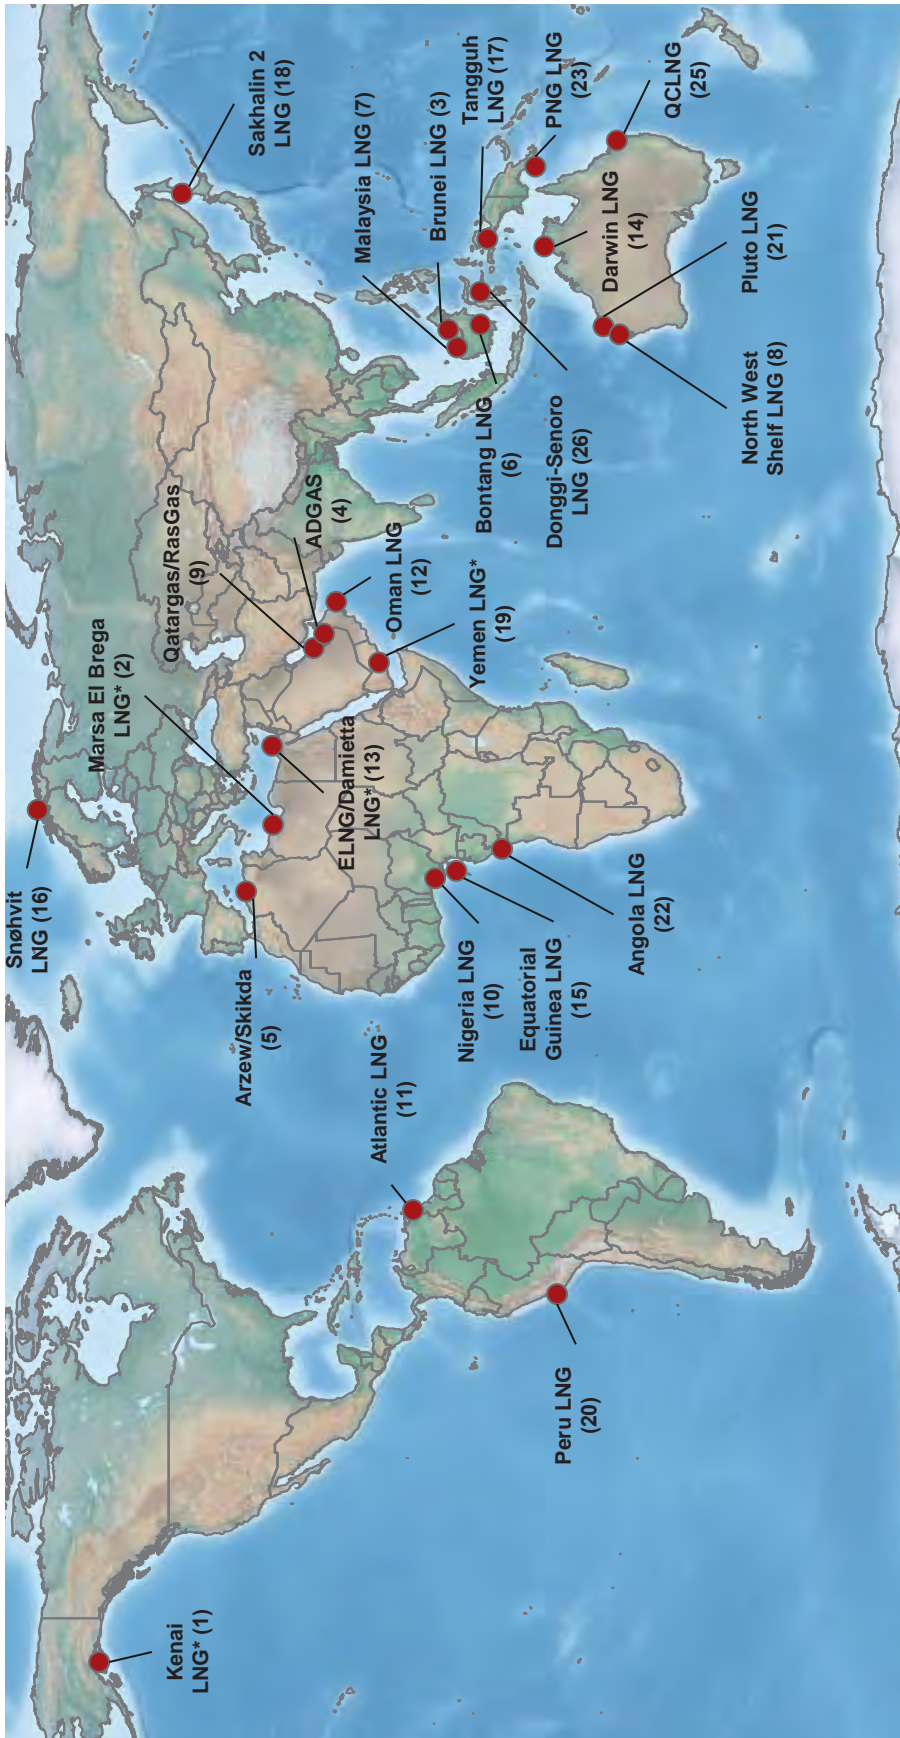 Kenai
LNG* (1)
Peru LNG
(20)
Atlantic LNG
(11)
Snøhvit
LNG (16)
Arzew/Skikda
(5)
Nigeria LNG
(10)
Equatorial
Guinea LNG
(15)
Angola LNG
(22)
Marsa El Brega
LNG* (2)
ELNG/Damietta
LNG* (13)
Qatargas/RasGas
(9)
ADGAS
(4)
Oman LNG
(12)
Yemen LNG*
(19)
Sakhalin 2
LNG (18)
Malaysia LNG (7)
Brunei LNG (3)
Tangguh
LNG (17)
PNG LNG
(23)
QCLNG
(25)
Bontang LNG
(6)
Donggi-Senoro
LNG (26)
Darwin LNG
(14)
Pluto LNG
(21)
North West
Shelf LNG (8)